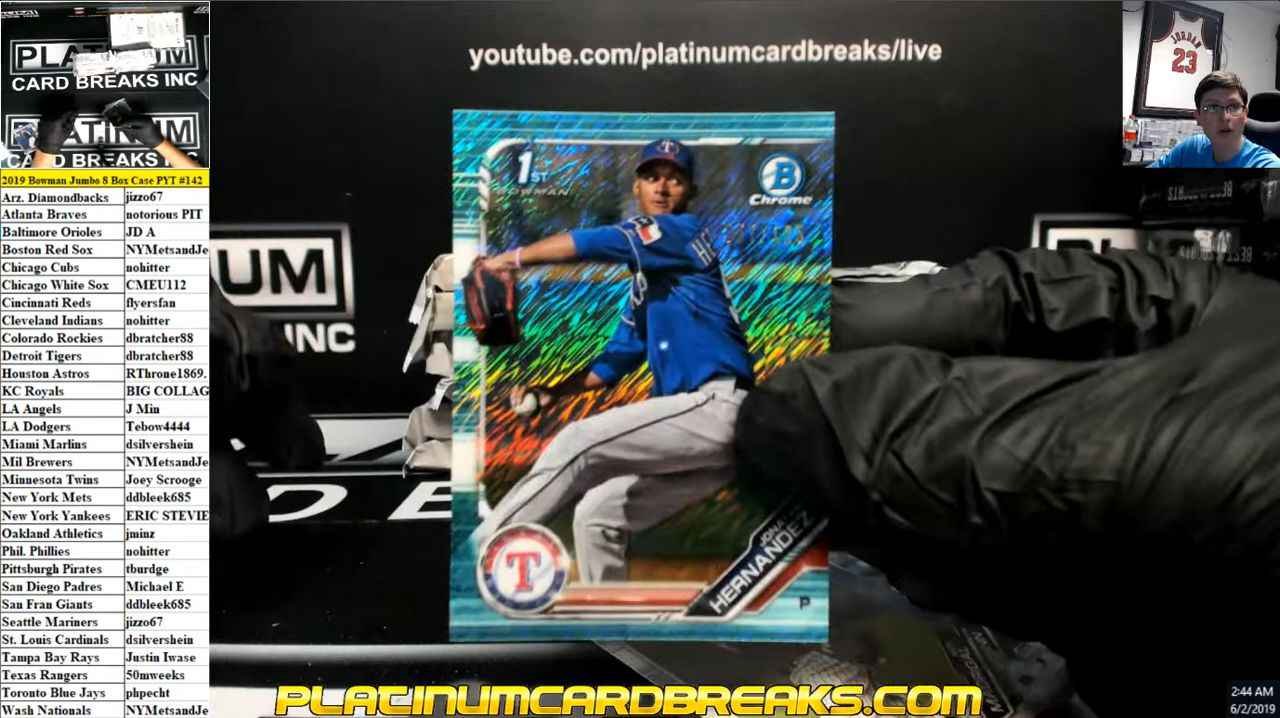 youtube.com/platinumcardbreaks/live
PLATINUM
CARD BREAKS INC
PLATINUM
CARD BREAKS INC
2019 Bowman Jumbo 8 Box Case PYT #142
Arz. Diamondbacks jizzo67
Atlanta Braves notorious PIT
Baltimore Orioles JD A
Boston Red Sox NYMetsandJe
Chicago Cubs nohitter
Chicago White Sox CMEU112
Cincinnati Reds flyersfan
Cleveland Indians nohitter
Colorado Rockies dbratcher88
Detroit Tigers dbratcher88
Houston Astros RThrone1869.
KC Royals BIG COLLAG
LA Angels J Min
LA Dodgers Tebow4444
Miami Marlins dsilvershein
Mil Brewers NYMetsandJe
Minnesota Twins Joey Scrooge
New York Mets ddbleek685
New York Yankees ERIC STEVIE
Oakland Athletics jminz
Phil. Phillies nohitter
Pittsburgh Pirates tburdge
San Diego Padres Michael E
San Fran Giants ddbleek685
Seattle Mariners jizzo67
St. Louis Cardinals dsilvershein
Tampa Bay Rays Justin Iwase
Texas Rangers 50mweeks
Toronto Blue Jays phpecht
Wash Nationals NYMetsandJe
1ST
BOWMAN
B
Chrome
T
HE
T
HERNANDEZ
P
UM
INC
JORDAN
23
PLATINUMCARDBREAKS.COM
2:44 AM
6/2/2019